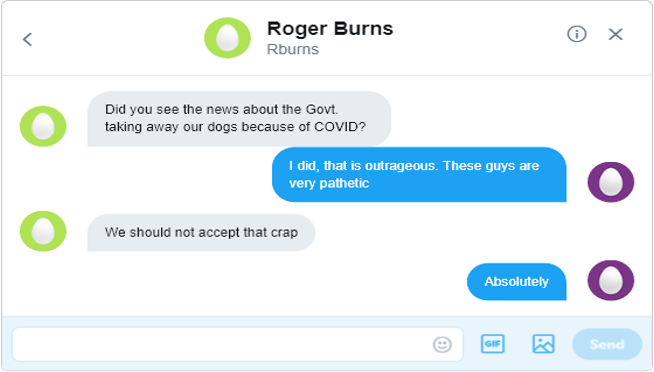 Roger Burns
Rburns
Did you see the news about the Govt.
taking away our dogs because of COVID?
I did, that is outrageous. These guys are
very pathetic
We should not accept that crap
Absolutely
GIF
Send